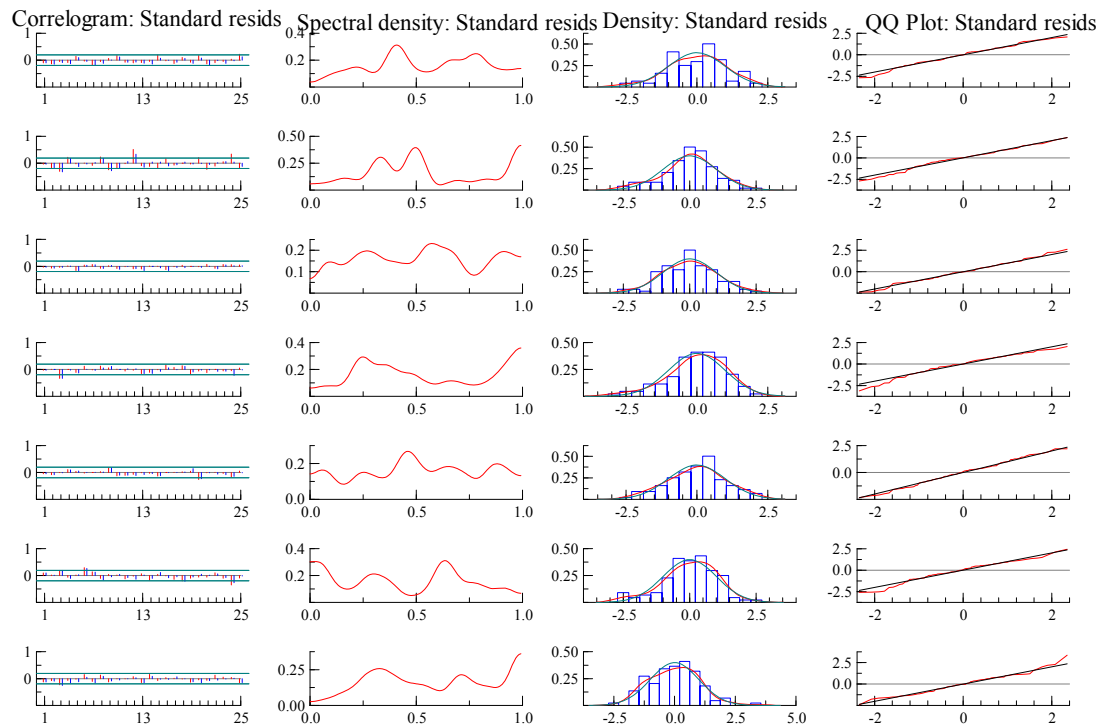 Correlogram: Standard resids Spectral density: Standard resids Density: Standard resids QQ Plot: Standard resids
1 0.4 0.50 2.5
0 0.2 0.25 0.0
-2.5
1 13 25 0.0 0.5 1.0 -2.5 0.0 2.5 -2 0 2
1 0.50 0.50 2.5
0 0.25 0.25 0.0
-2.5
1 13 25 0.0 0.5 1.0 -2.5 0.0 2.5 -2 0 2
1 0.2 0.50 2.5
0 0.1 0.25 0.0
1 13 25 0.0 0.5 1.0 -2.5 0.0 2.5 -2 0 2
1 0.2 0.50 2.5
0 0.25 0.0
-2.5
1 13 25 0.0 0.5 1.0 -2.5 0.0 2.5 -2 0 2
1 0.4 0.50 2.5
0 0.2 0.25 0.0
0.0
1 13 25 0.0 0.5 1.0 -2.5 0.0 2.5 -2 0 2
1 0.4 0.50 2.5
0 0.2 0.25 0.0
-2.5
1 13 25 0.0 0.5 1.0 -2.5 0.0 2.5 -2 0 2
1 0.50 2.5
0 0.25 0.25 0.0
0.00
1 13 25 0.0 0.5 1.0 -2.5 0.0 2.5 5.0 -2 0 2